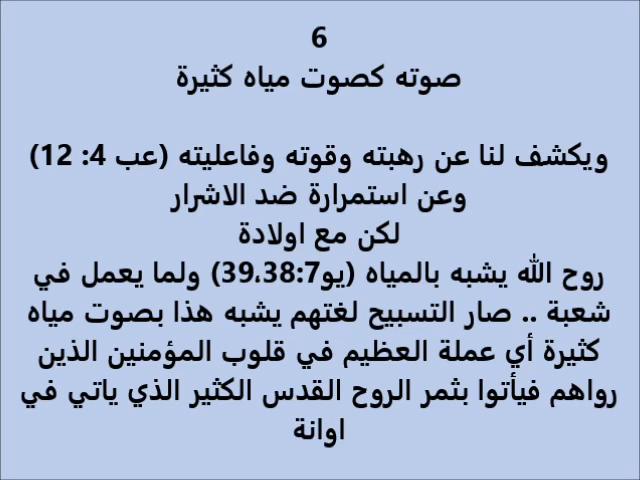 6
صوته كصوت مياه كثيرة
ويكشف لنا عن رهبته وقوته وفاعليته (عب 4: 12)
وعن استمرارة ضد الاشرار
لكن مع اولادة
روح الله يشبه بالمياه (يو7:38،39) ولما يعمل في
شعبة .. صار التسبيح لغتهم يشبه هذا بصوت مياه
كثيرة أي عملة العظيم في قلوب المؤمنين الذين
رواهم فيأتوا بثمر الروح القدس الكثير الذي ياتي في
اوانة